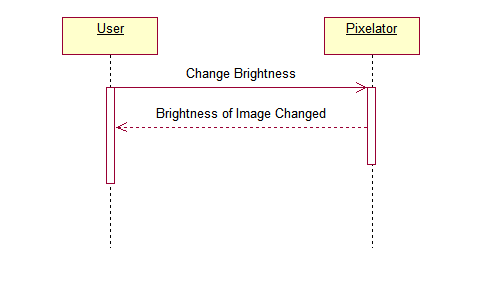 User
Pixelator
Change Brightness
Brightness of Image Changed